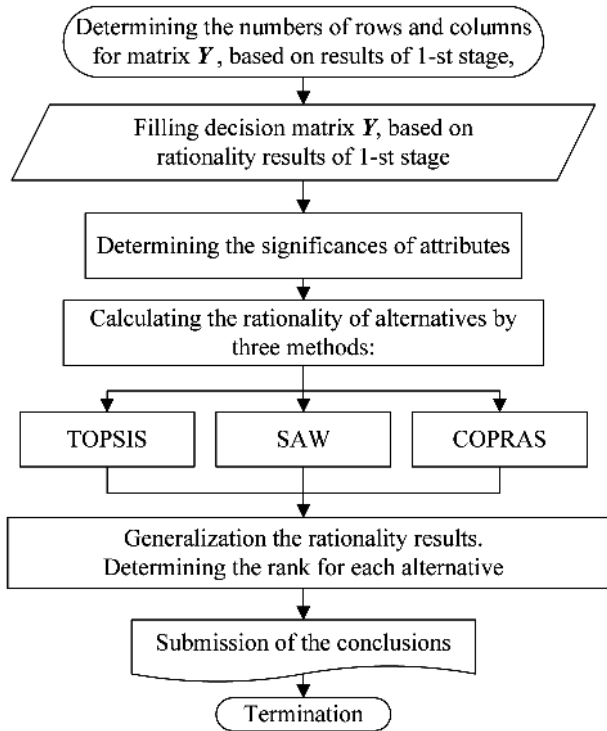 Determining the numbers of rows and columns
for matrix Y , based on results of 1-st stage,
Filling decision matrix Y, based on
rationality results of 1-st stage
Determining the significances of attributes
Calculating the rationality of alternatives by
three methods:
TOPSIS
SAW
COPRAS
Generalization the rationality results.
Determining the rank for each alternative
Submission of the conclusions
Termination